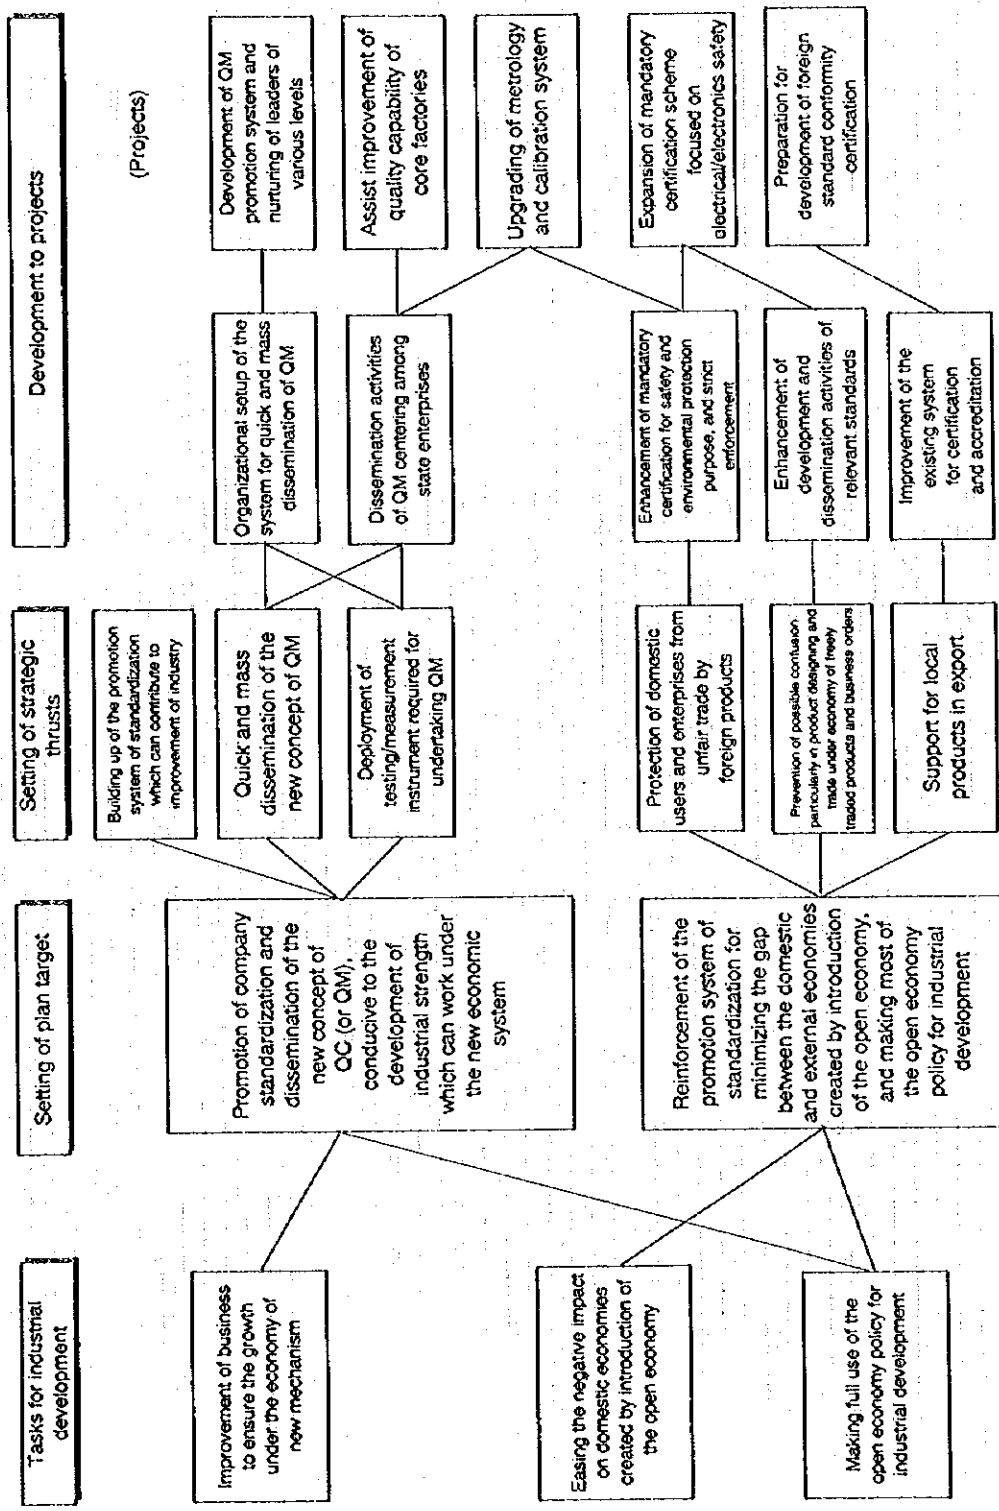 Tasks for industrial
development
Setting of plan target
Setting of strategic
thrusts
Development to projects
(Projects)
Improvement of business
to ensure the growth
under the economy of
new mechanism
Easing the negative impact
on domestic economies
created by introduction of
the open economy
Making full use of the
open economy policy for
industrial development
Promotion of company
standardization and
dissemination of the
new concept of
QC (or QM),
conducive to the
development of
industrial strength
which can work under
the new economic
system
Reinforcement of the
promotion system of
standardization for
minimizing the gap
between the domestic
and external economies
created by introduction
of the open economy,
and making most of
the open economy
policy for industrial
development
Building up of the promotion
system of standardization
which can contribute to
improvement of industry
Quick and mass
dissemination of the
new concept of QM
Deployment of
testing/measurement
instrument required for
undertaking QM
Protection of domestic
users and enterprises from
unfair trade by
foreign products
Prevention of possible confusion,
particularly in product designing and
trade under economy of freely
traded products and business orders
Support for local
products in export
Organizational setup of the
system for quick and mass
dissemination of QM
Dissemination activities
of QM centering among
state enterprises
Enhancement of mandatory
certification for safety and
environmental protection
purpose, and strict
enforcement
Enhancement of
development and
dissemination activities of
relevant standards
Improvement of the
existing system
for certification
and accreditation
Development of QM
promotion system and
nurturing of leaders of
various levels
Assist improvement of
quality capability of
core factories
Upgrading of metrology
and calibration system
Expansion of mandatory
certification scheme
focused on
electrical/electronics safety
Preparation for
development of foreign
standard conformity
certification